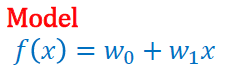 Model
f(x) = w₀ + w₁x